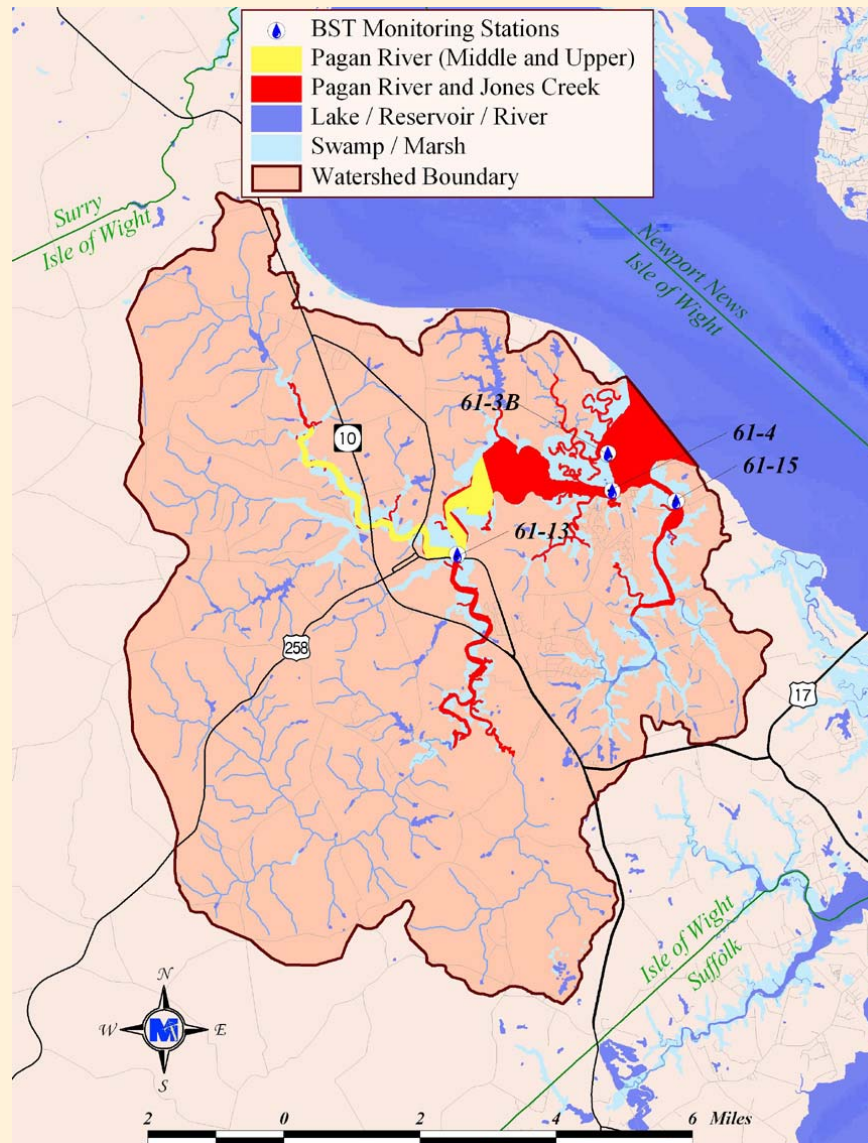 BST Monitoring Stations
Pagan River (Middle and Upper)
Pagan River and Jones Creek
Lake / Reservoir / River
Swamp / Marsh
Watershed Boundary
Surry
Isle of Wight
Newport News
Isle of Wight
61-3B
10
61-4
61-15
61-13
258
17
Isle of Wight
Suffolk
N
W
M
E
S
2 0 2 4 6 Miles